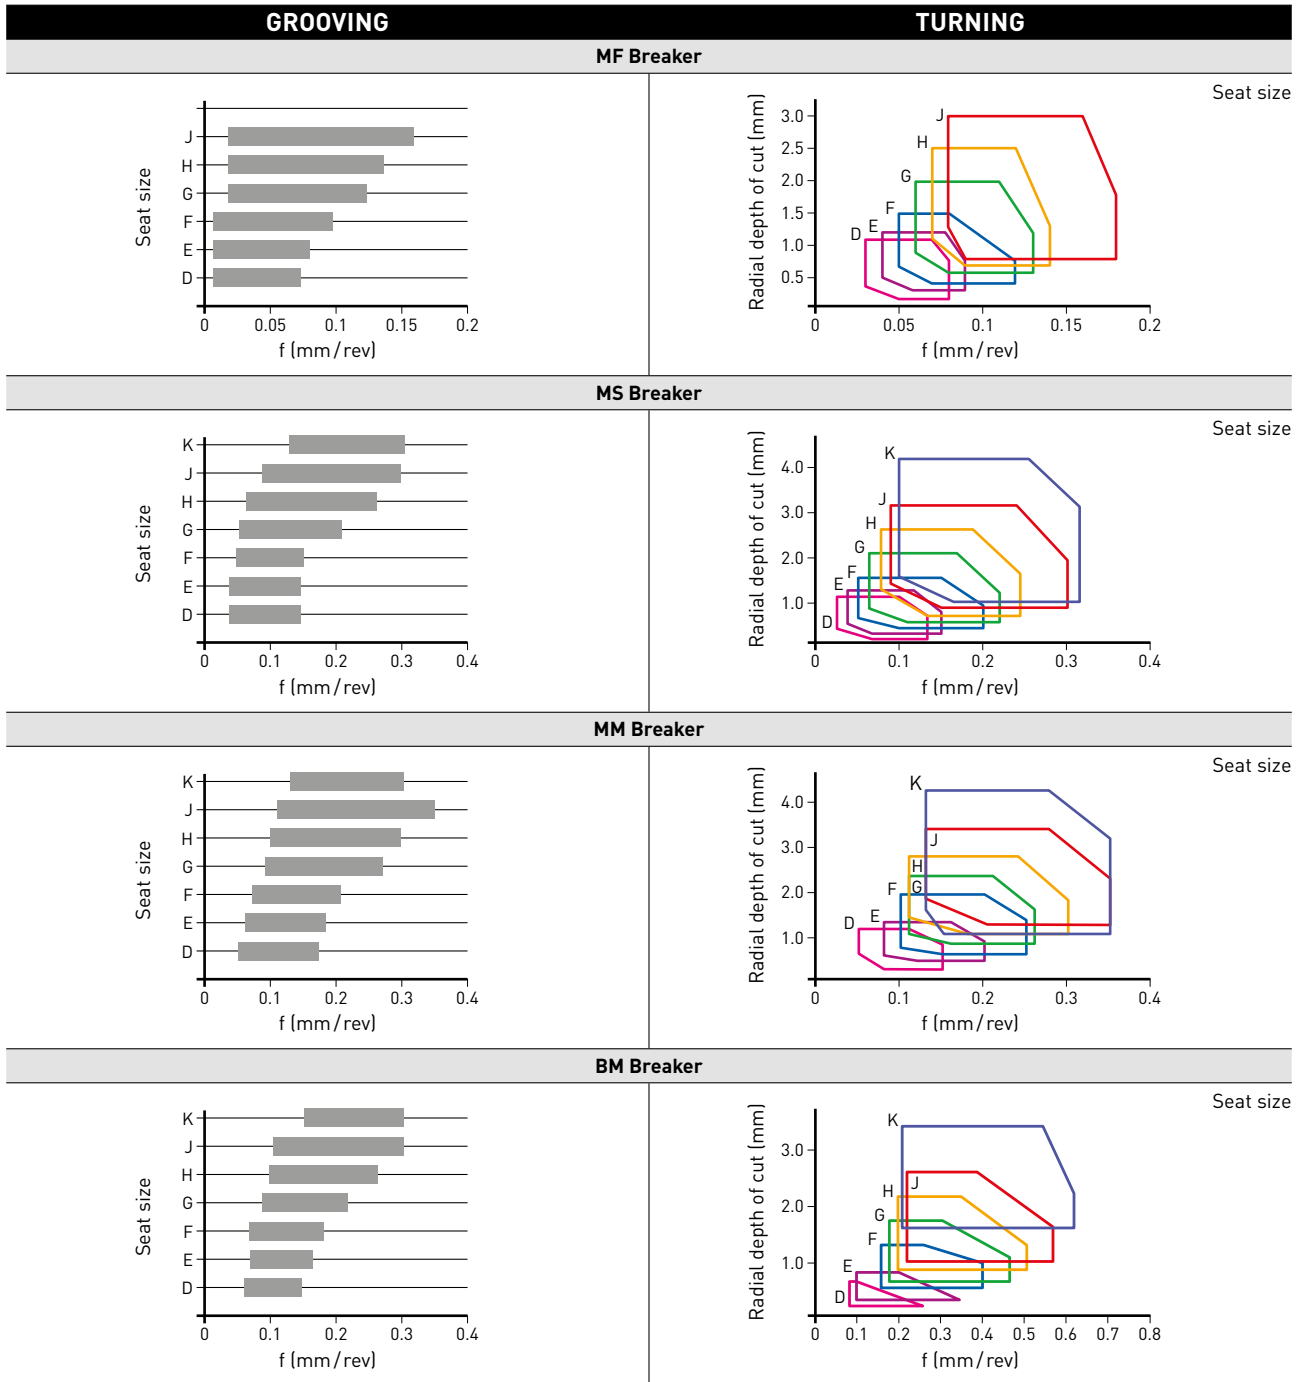 GROOVING TURNING
MF Breaker
Seat size
J
H
G
F
E
D
Seat size
0 0.05 0.1 0.15 0.2
f (mm/rev)
Seat size
Radial depth of cut (mm)
3.0
2.5
2.0
1.5
1.0
0.5
J
H
G
F
E
D
0 0.05 0.1 0.15 0.2
f (mm/rev)
MS Breaker
Seat size
K
J
H
G
F
E
D
0 0.1 0.2 0.3 0.4
f (mm/rev)
Seat size
Radial depth of cut (mm)
4.0
3.0
2.0
1.0
K
J
H
G
F
E
D
0 0.1 0.2 0.3 0.4
f (mm/rev)
MM Breaker
Seat size
K
J
H
G
F
E
D
0 0.1 0.2 0.3 0.4
f (mm/rev)
Seat size
Radial depth of cut (mm)
4.0
3.0
2.0
1.0
K
J
H
G
F
E
D
0 0.1 0.2 0.3 0.4
f (mm/rev)
BM Breaker
Seat size
K
J
H
G
F
E
D
0 0.1 0.2 0.3 0.4
f (mm/rev)
Seat size
Radial depth of cut (mm)
3.0
2.0
1.0
K
J
H
G
F
E
D
0 0.1 0.2 0.3 0.4 0.5 0.6 0.7 0.8
f (mm/rev)